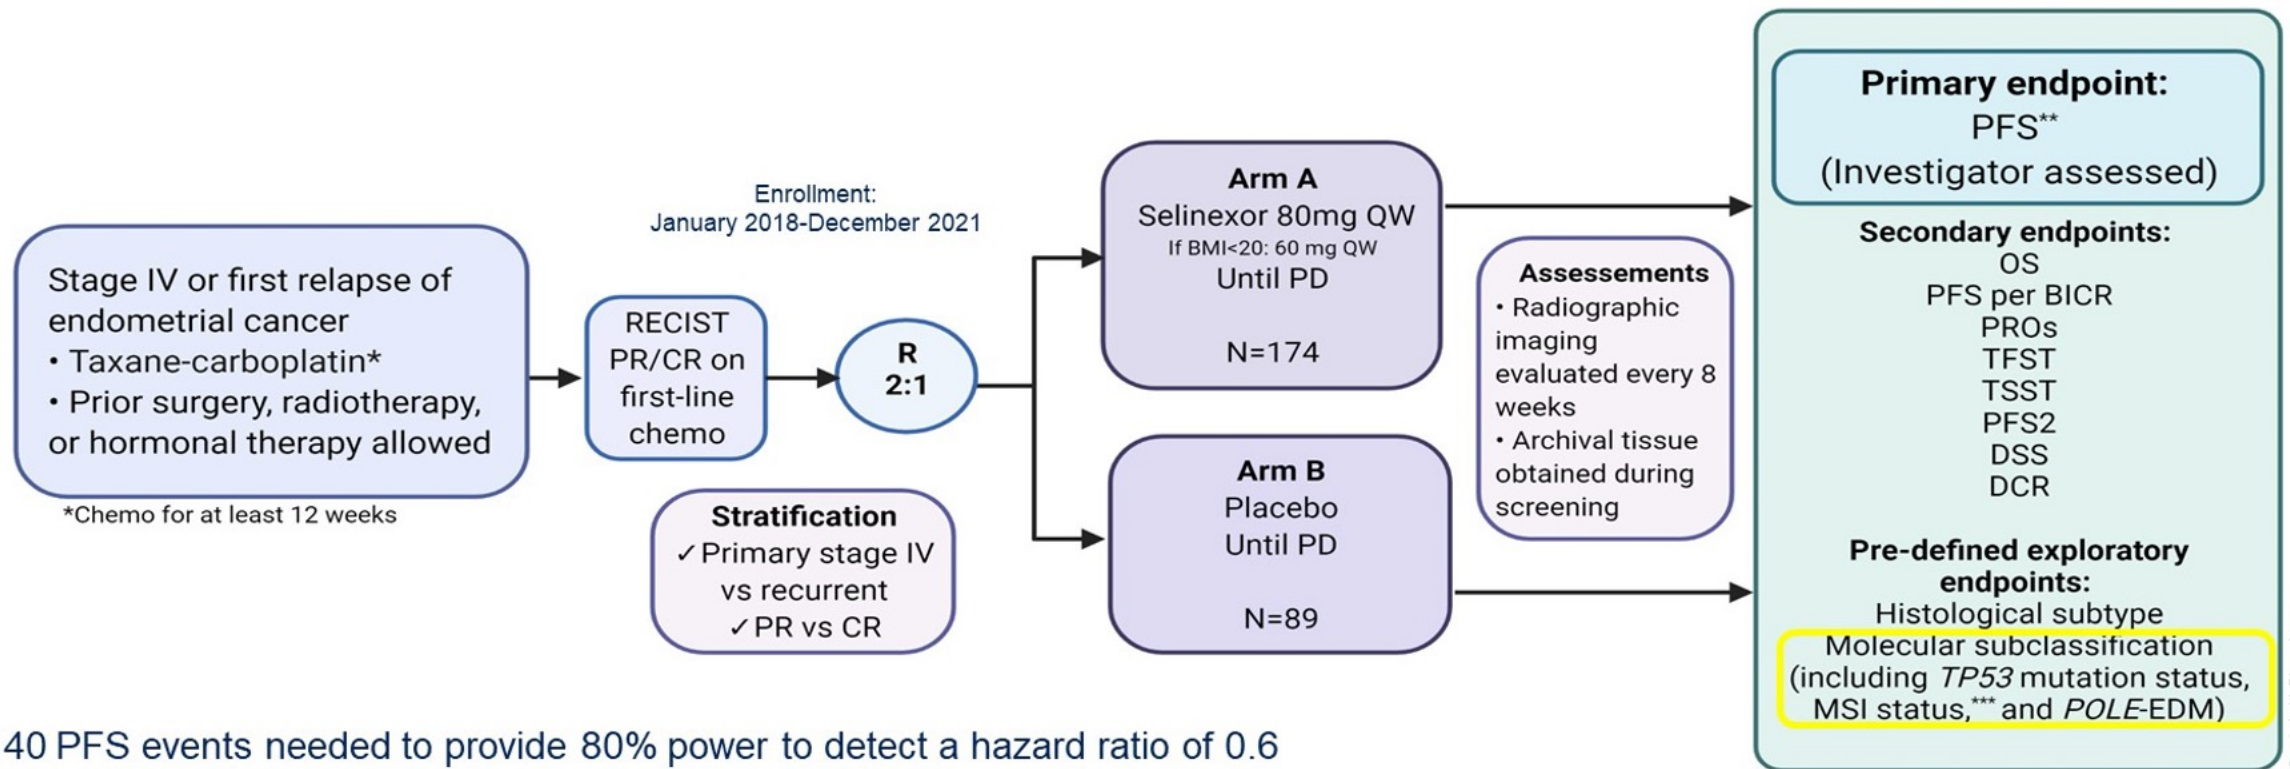 Stage IV or first relapse of
endometrial cancer
• Taxane-carboplatin*
• Prior surgery, radiotherapy,
or hormonal therapy allowed
*Chemo for at least 12 weeks
RECIST
PR/CR on
first-line
chemo
Enrollment:
January 2018-December 2021
R
2:1
Stratification
✓Primary stage IV
vs recurrent
✓PR vs CR
Arm A
Selinexor 80mg QW
If BMI<20: 60 mg QW
Until PD
N=174
Arm B
Placebo
Until PD
N=89
Assessements
• Radiographic
imaging
evaluated every 8
weeks
• Archival tissue
obtained during
screening
Primary endpoint:
PFS**
(Investigator assessed)
Secondary endpoints:
OS
PFS per BICR
PROs
TFST
TSST
PFS2
DSS
DCR
Pre-defined exploratory
endpoints:
Histological subtype
Molecular subclassification
(including TP53 mutation status,
MSI status,*** and POLE-EDM)
40 PFS events needed to provide 80% power to detect a hazard ratio of 0.6